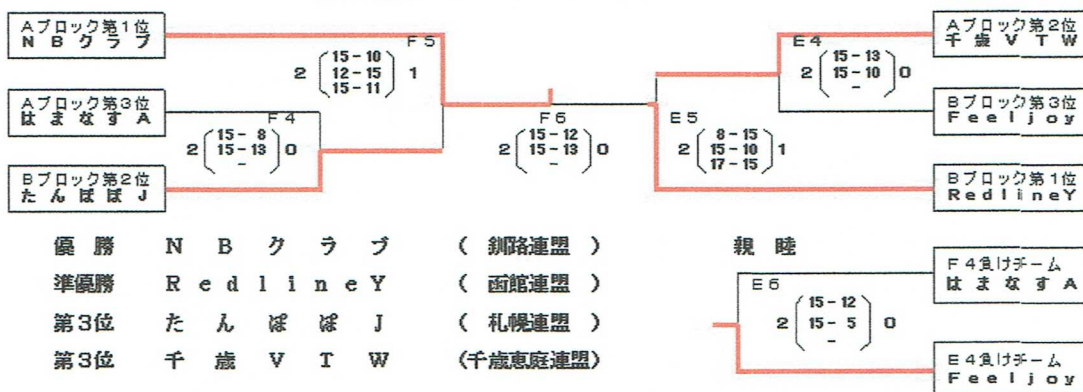 Aブロック第1位
NBクラブ
F5
2 (15-10 12-15 15-11) 1
Aブロック第3位
はまなすA
F4
2 (15-8 15-13 -) 0
Bブロック第2位
たんぽぽJ
F6
2 (15-12 15-13 -) 0
Aブロック第2位
千歳VTW
E4
2 (15-13 15-10 -) 0
Bブロック第3位
Feeljoy
E5
2 (8-15 15-10 17-15) 1
Bブロック第1位
RedlineY
優勝 NBクラブ (釧路連盟)
準優勝 RedlineY (函館連盟)
第3位 たんぽぽJ (札幌連盟)
第3位 千歳VTW (千歳恵庭連盟)
親睦
F4負けチーム
はまなすA
E6
2 (15-12 15-5 -) 0
E4負けチーム
Feeljoy